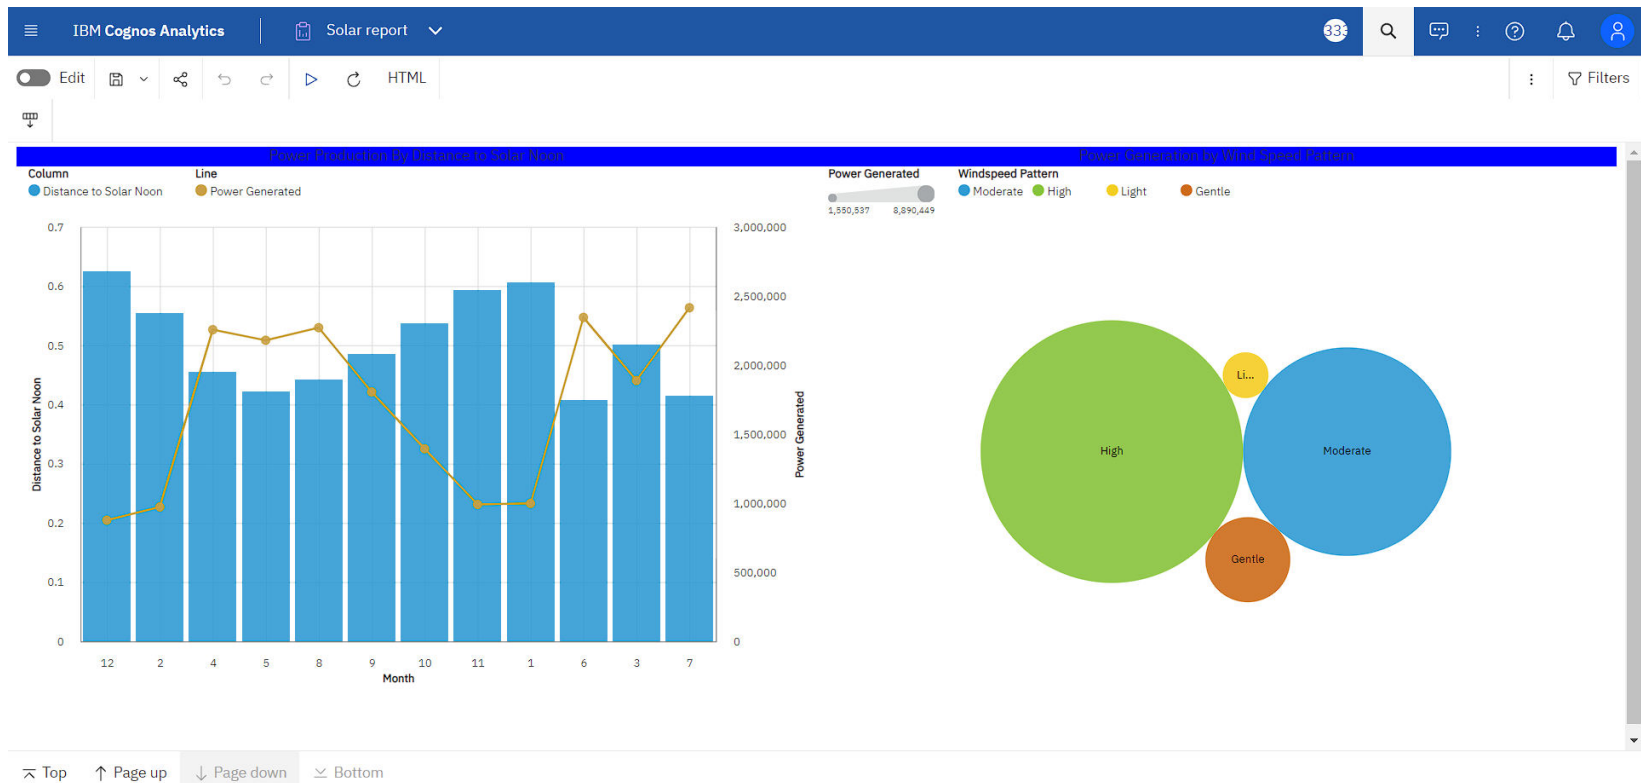 IBM Cognos Analytics Solar report 333
Edit HTML Filters
Power Production By Distance to Solar Noon
Column Line
Distance to Solar Noon Power Generated
0.7 3,000,000
0.6 2,500,000
0.5 2,000,000
0.4 1,500,000
0.3 1,000,000
0.2 500,000
0.1
0 0
Distance to Solar Noon
Power Generated
12 2 4 5 8 9 10 11 1 6 3 7
Month
Power Generation by Wind Speed Pattern
Power Generated Windspeed Pattern
Moderate High Light Gentle
1,550,537 8,890,449
Li...
High Moderate
Gentle
Top Page up Page down Bottom